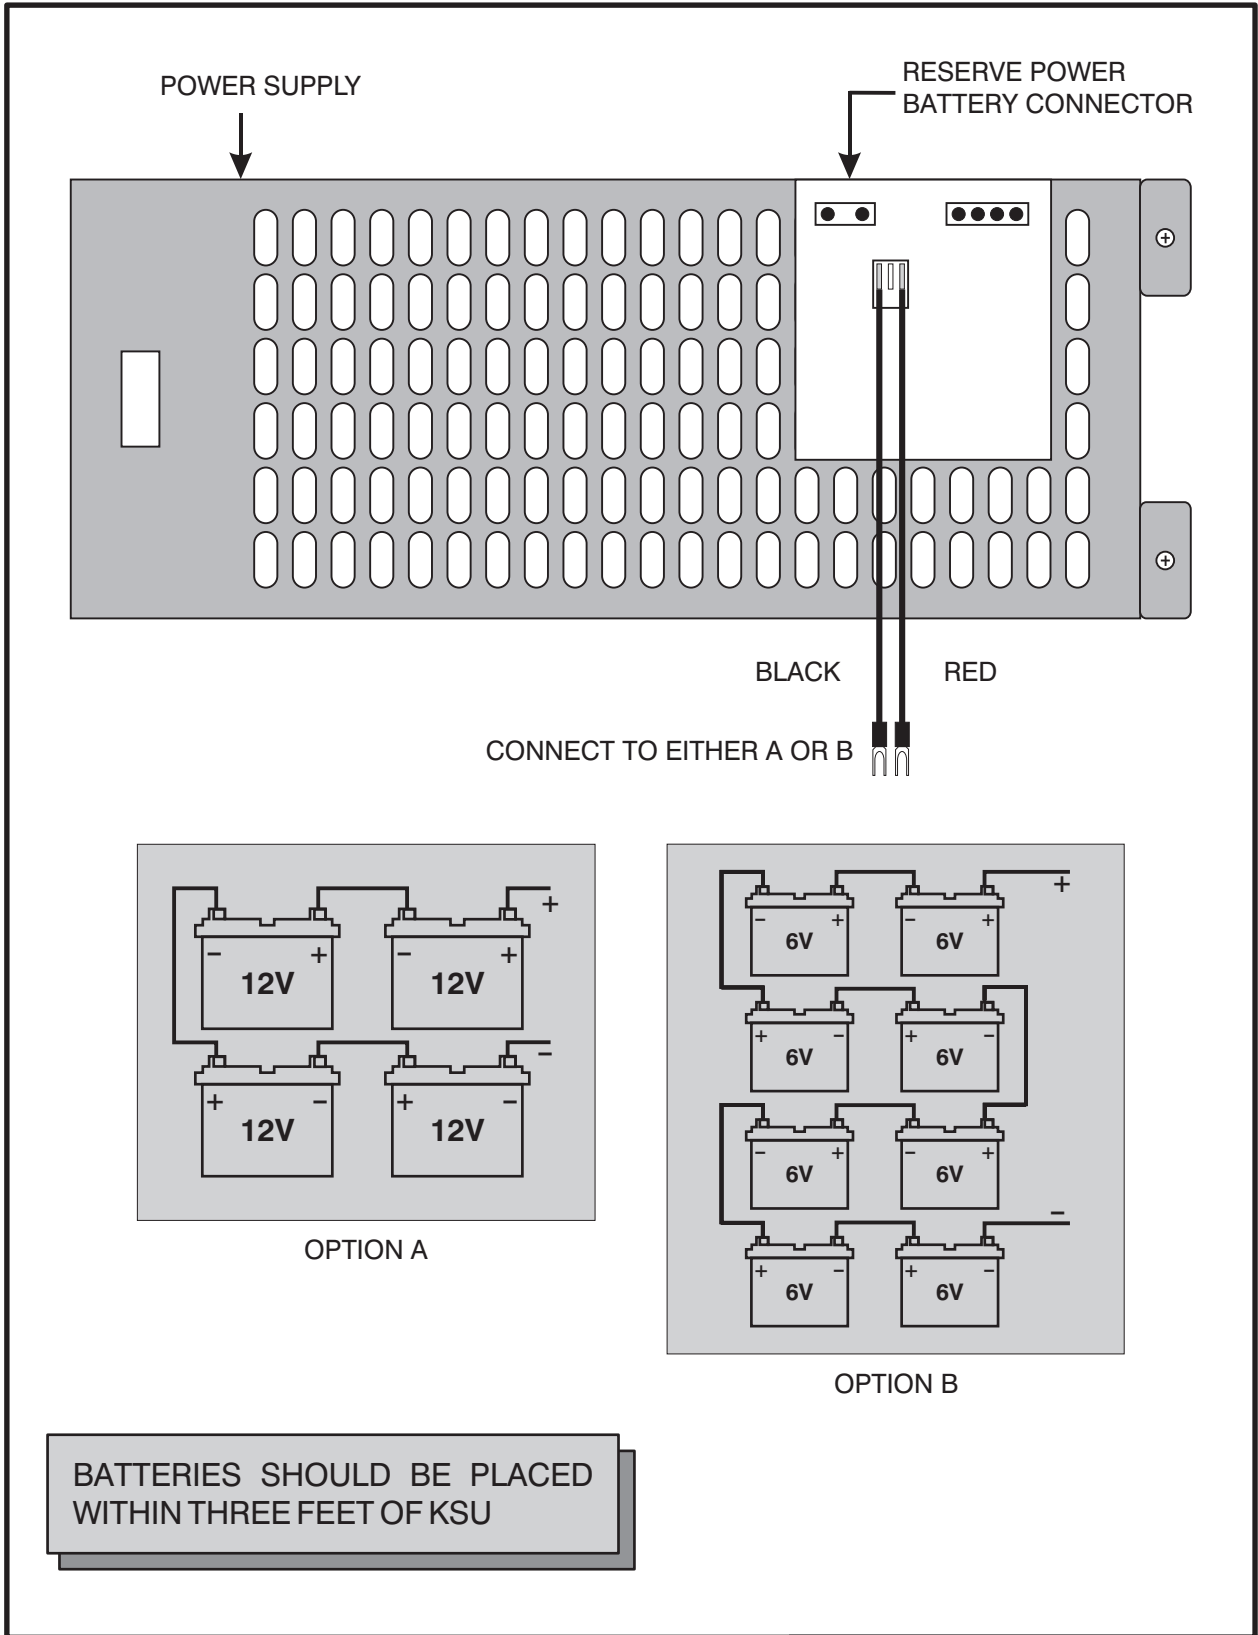 POWER SUPPLY
RESERVE POWER
BATTERY CONNECTOR
BLACK
RED
CONNECT TO EITHER A OR B
+
- + - +
12V 12V
-
+ - + -
12V 12V
OPTION A
+
- + - +
6V 6V
+ - + -
6V 6V
- + - +
6V 6V
-
+ - + -
6V 6V
OPTION B
BATTERIES SHOULD BE PLACED
WITHIN THREE FEET OF KSU